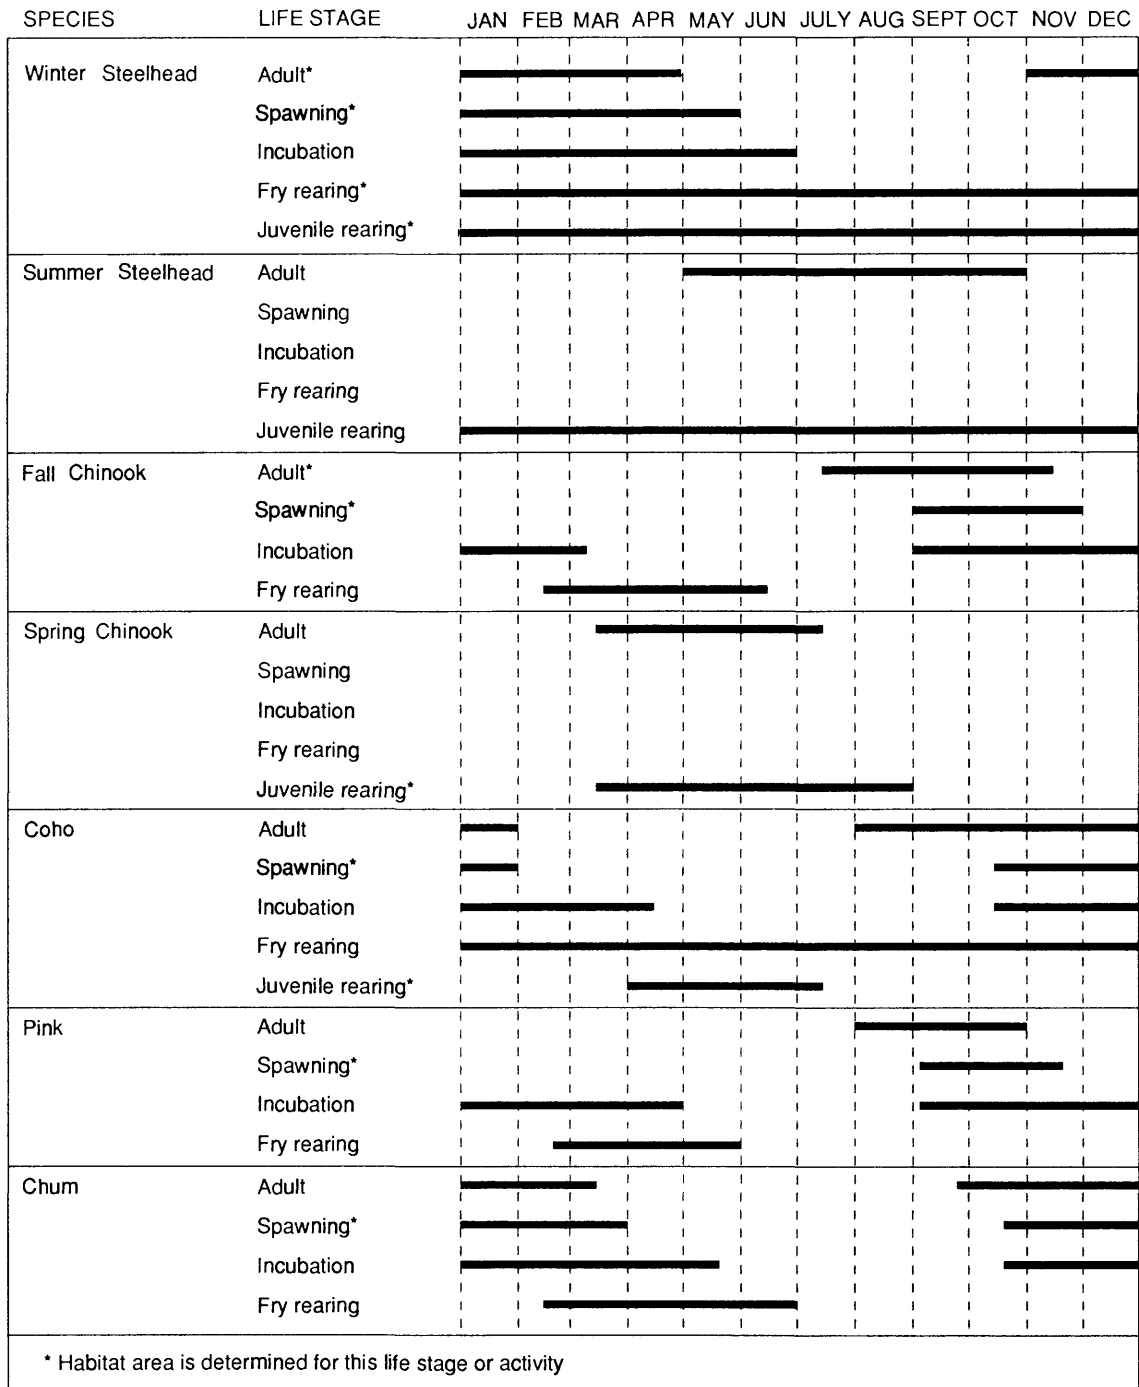 SPECIES LIFE STAGE JAN FEB MAR APR MAY JUN JULY AUG SEPT OCT NOV DEC
Winter Steelhead Adult*
Spawning*
Incubation
Fry rearing*
Juvenile rearing*
Summer Steelhead Adult
Spawning
Incubation
Fry rearing
Juvenile rearing
Fall Chinook Adult*
Spawning*
Incubation
Fry rearing
Spring Chinook Adult
Spawning
Incubation
Fry rearing
Juvenile rearing*
Coho Adult
Spawning*
Incubation
Fry rearing
Juvenile rearing*
Pink Adult
Spawning*
Incubation
Fry rearing
Chum Adult
Spawning*
Incubation
Fry rearing
* Habitat area is determined for this life stage or activity